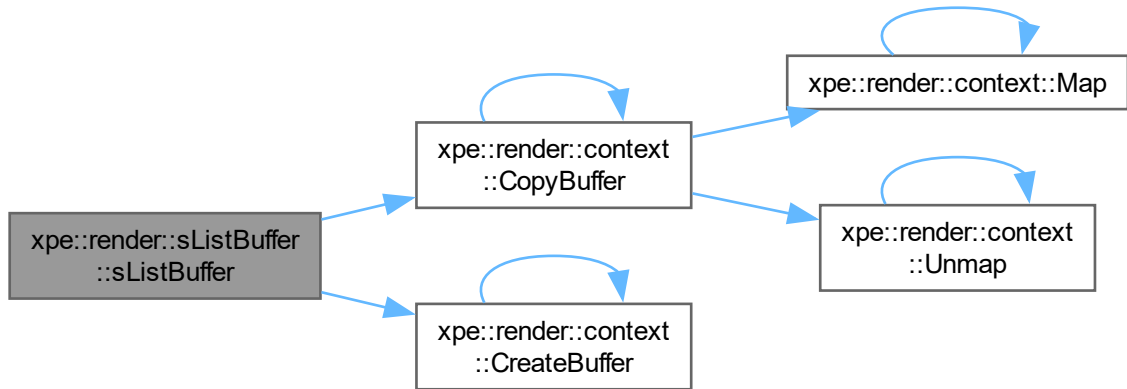 xpe::render::sListBuffer
::sListBuffer
xpe::render::context
::CopyBuffer
xpe::render::context
::CreateBuffer
xpe::render::context::Map
xpe::render::context
::Unmap